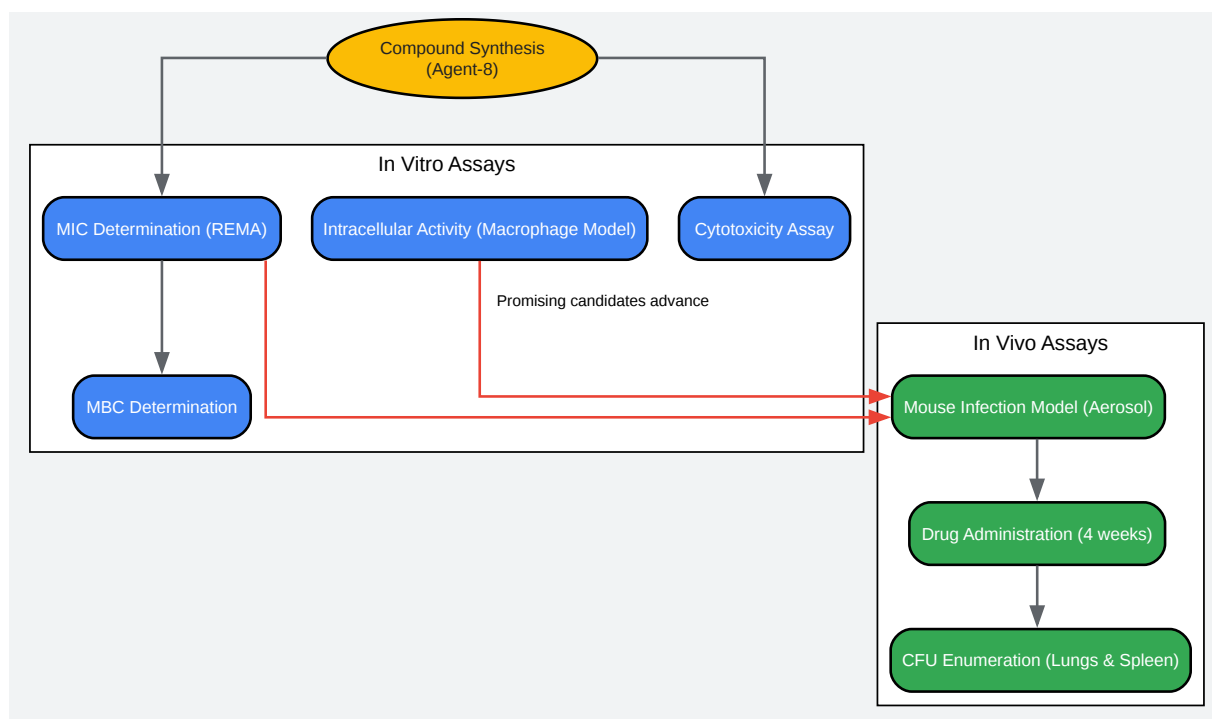 Compound Synthesis
(Agent-8)
In Vitro Assays
MIC Determination (REMA)
Intracellular Activity (Macrophage Model)
Cytotoxicity Assay
Promising candidates advance
MBC Determination
In Vivo Assays
Mouse Infection Model (Aerosol)
Drug Administration (4 weeks)
CFU Enumeration (Lungs & Spleen)